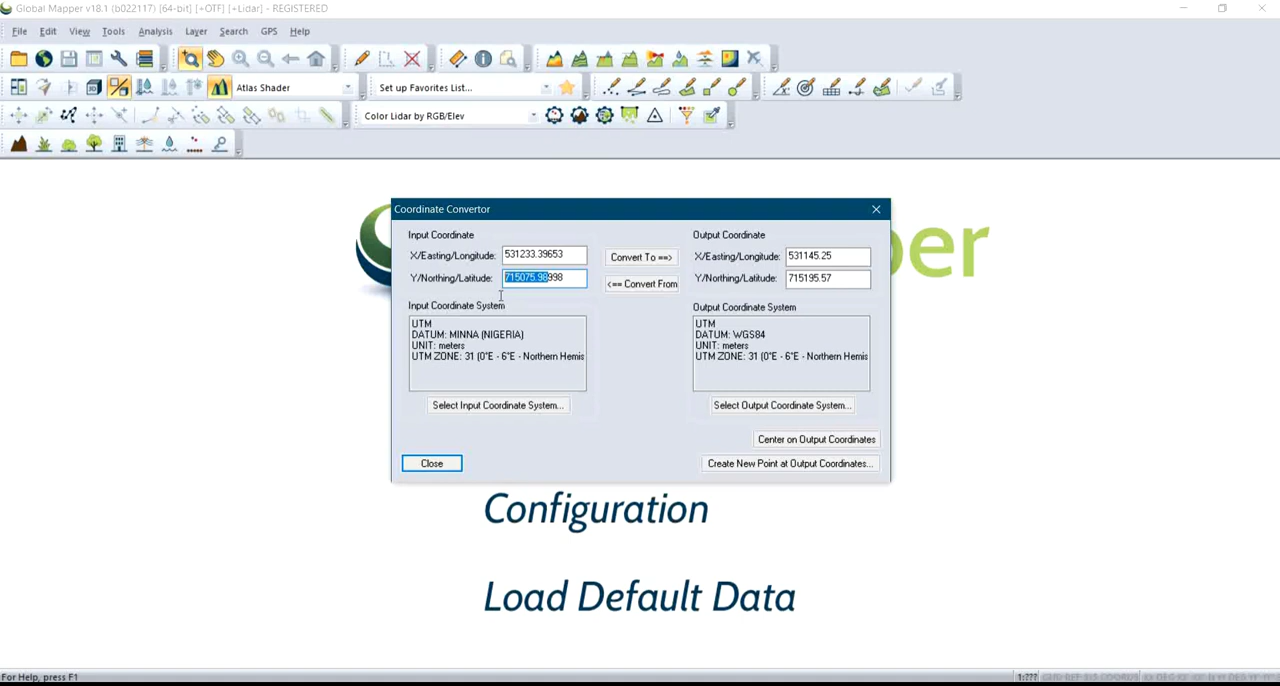 Global Mapper v18.1 (b022117) [64-bit] [+OTF] [+Lidar] - REGISTERED
File Edit View Tools Analysis Layer Search GPS Help
Atlas Shader
Set up Favorites List...
Color Lidar by RGB/Elev
per
Coordinate Convertor
Input Coordinate
X/Easting/Longitude: 531233.39653
Y/Northing/Latitude: 715075.98998
Convert To ==>
<== Convert From
Output Coordinate
X/Easting/Longitude: 531145.25
Y/Northing/Latitude: 715195.57
Input Coordinate System
UTM
DATUM: MINNA (NIGERIA)
UNIT: meters
UTM ZONE: 31 (0°E - 6°E - Northern Hemis
Select Input Coordinate System...
Output Coordinate System
UTM
DATUM: WGS84
UNIT: meters
UTM ZONE: 31 (0°E - 6°E - Northern Hemis
Select Output Coordinate System...
Center on Output Coordinates
Close
Create New Point at Output Coordinates...
Configuration
Load Default Data
For Help, press F1
1:???